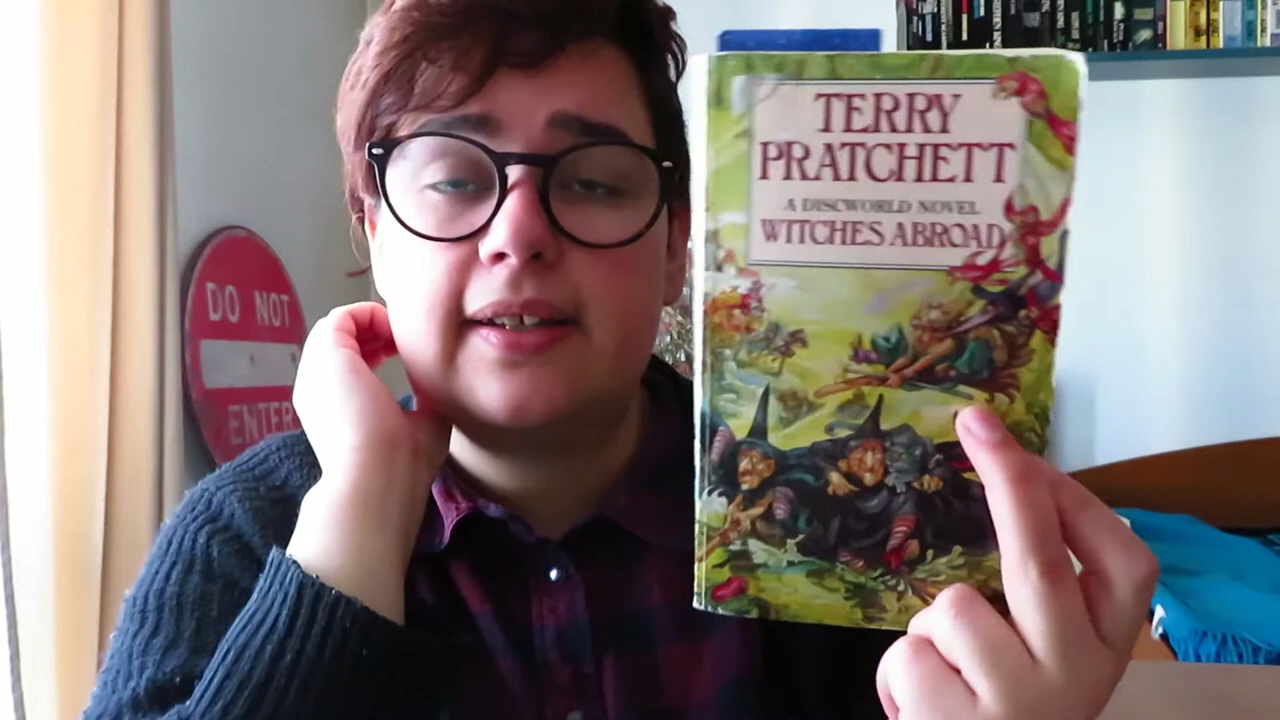 DO NOT
ENTER
TERRY
PRATCHETT
A DISCWORLD NOVEL
WITCHES ABROAD